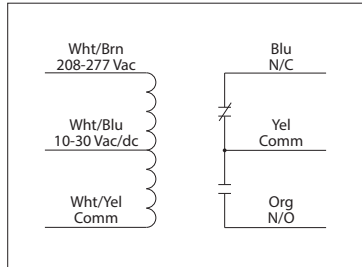 Wht/Brn
208-277 Vac
Wht/Blu
10-30 Vac/dc
Wht/Yel
Comm
Blu
N/C
Yel
Comm
Org
N/O